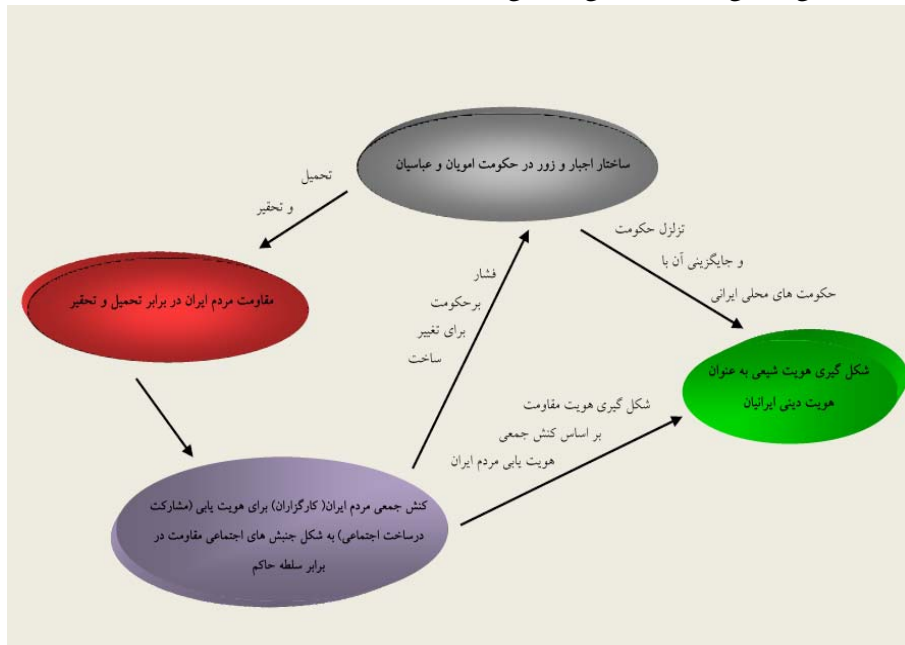 ساختار اجبار و زور در حکومت امویان و عباسیان
تحمیل
و تحقیر
تزلزل حکومت
و جایگزینی آن با
حکومت های محلی ایرانی
مقاومت مردم ایران در برابر تحمیل و تحقیر
فشار
برحکومت
برای تغییر
ساخت
شکل گیری هویت شیعی به عنوان
هویت دینی ایرانیان
شکل گیری هویت مقاومت
بر اساس کنش جمعی
هویت یابی مردم ایران
کنش جمعی مردم ایران( کارگزاران) برای هویت یابی (مشارکت
درساخت اجتماعی) به شکل جنبش های اجتماعی مقاومت در
برابر سلطه حاکم